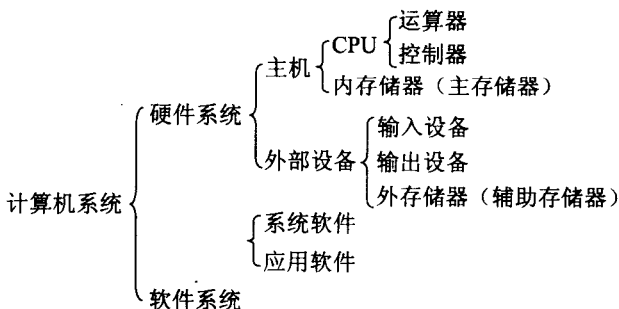 运算器
CPU
控制器
主机
内存储器（主存储器）
硬件系统
输入设备
外部设备
输出设备
外存储器（辅助存储器）
计算机系统
系统软件
应用软件
软件系统